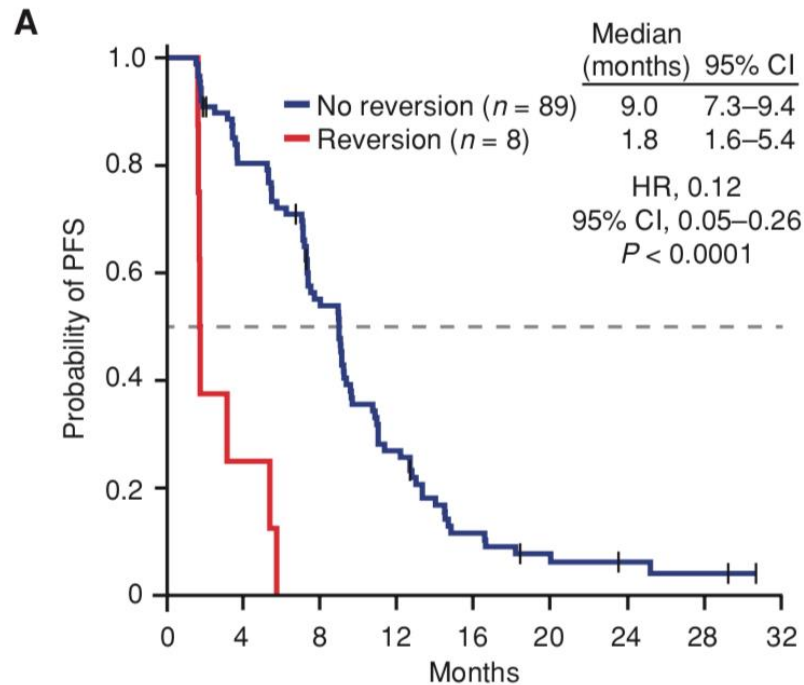 A
Median
(months) 95% CI
No reversion (n = 89) 9.0 7.3–9.4
Reversion (n = 8) 1.8 1.6–5.4
HR, 0.12
95% CI, 0.05–0.26
P < 0.0001
Probability of PFS
1.0
0.8
0.6
0.4
0.2
0
0 4 8 12 16 20 24 28 32
Months